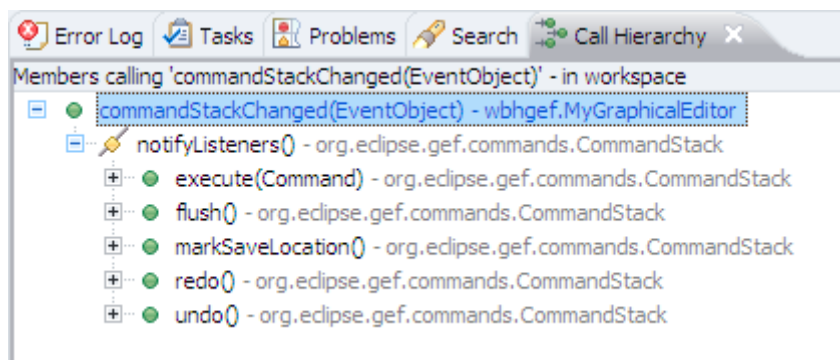 Error Log Tasks Problems Search Call Hierarchy
Members calling 'commandStackChanged(EventObject)' - in workspace
commandStackChanged(EventObject) - wbhgef.MyGraphicalEditor
notifyListeners() - org.eclipse.gef.commands.CommandStack
execute(Command) - org.eclipse.gef.commands.CommandStack
flush() - org.eclipse.gef.commands.CommandStack
markSaveLocation() - org.eclipse.gef.commands.CommandStack
redo() - org.eclipse.gef.commands.CommandStack
undo() - org.eclipse.gef.commands.CommandStack